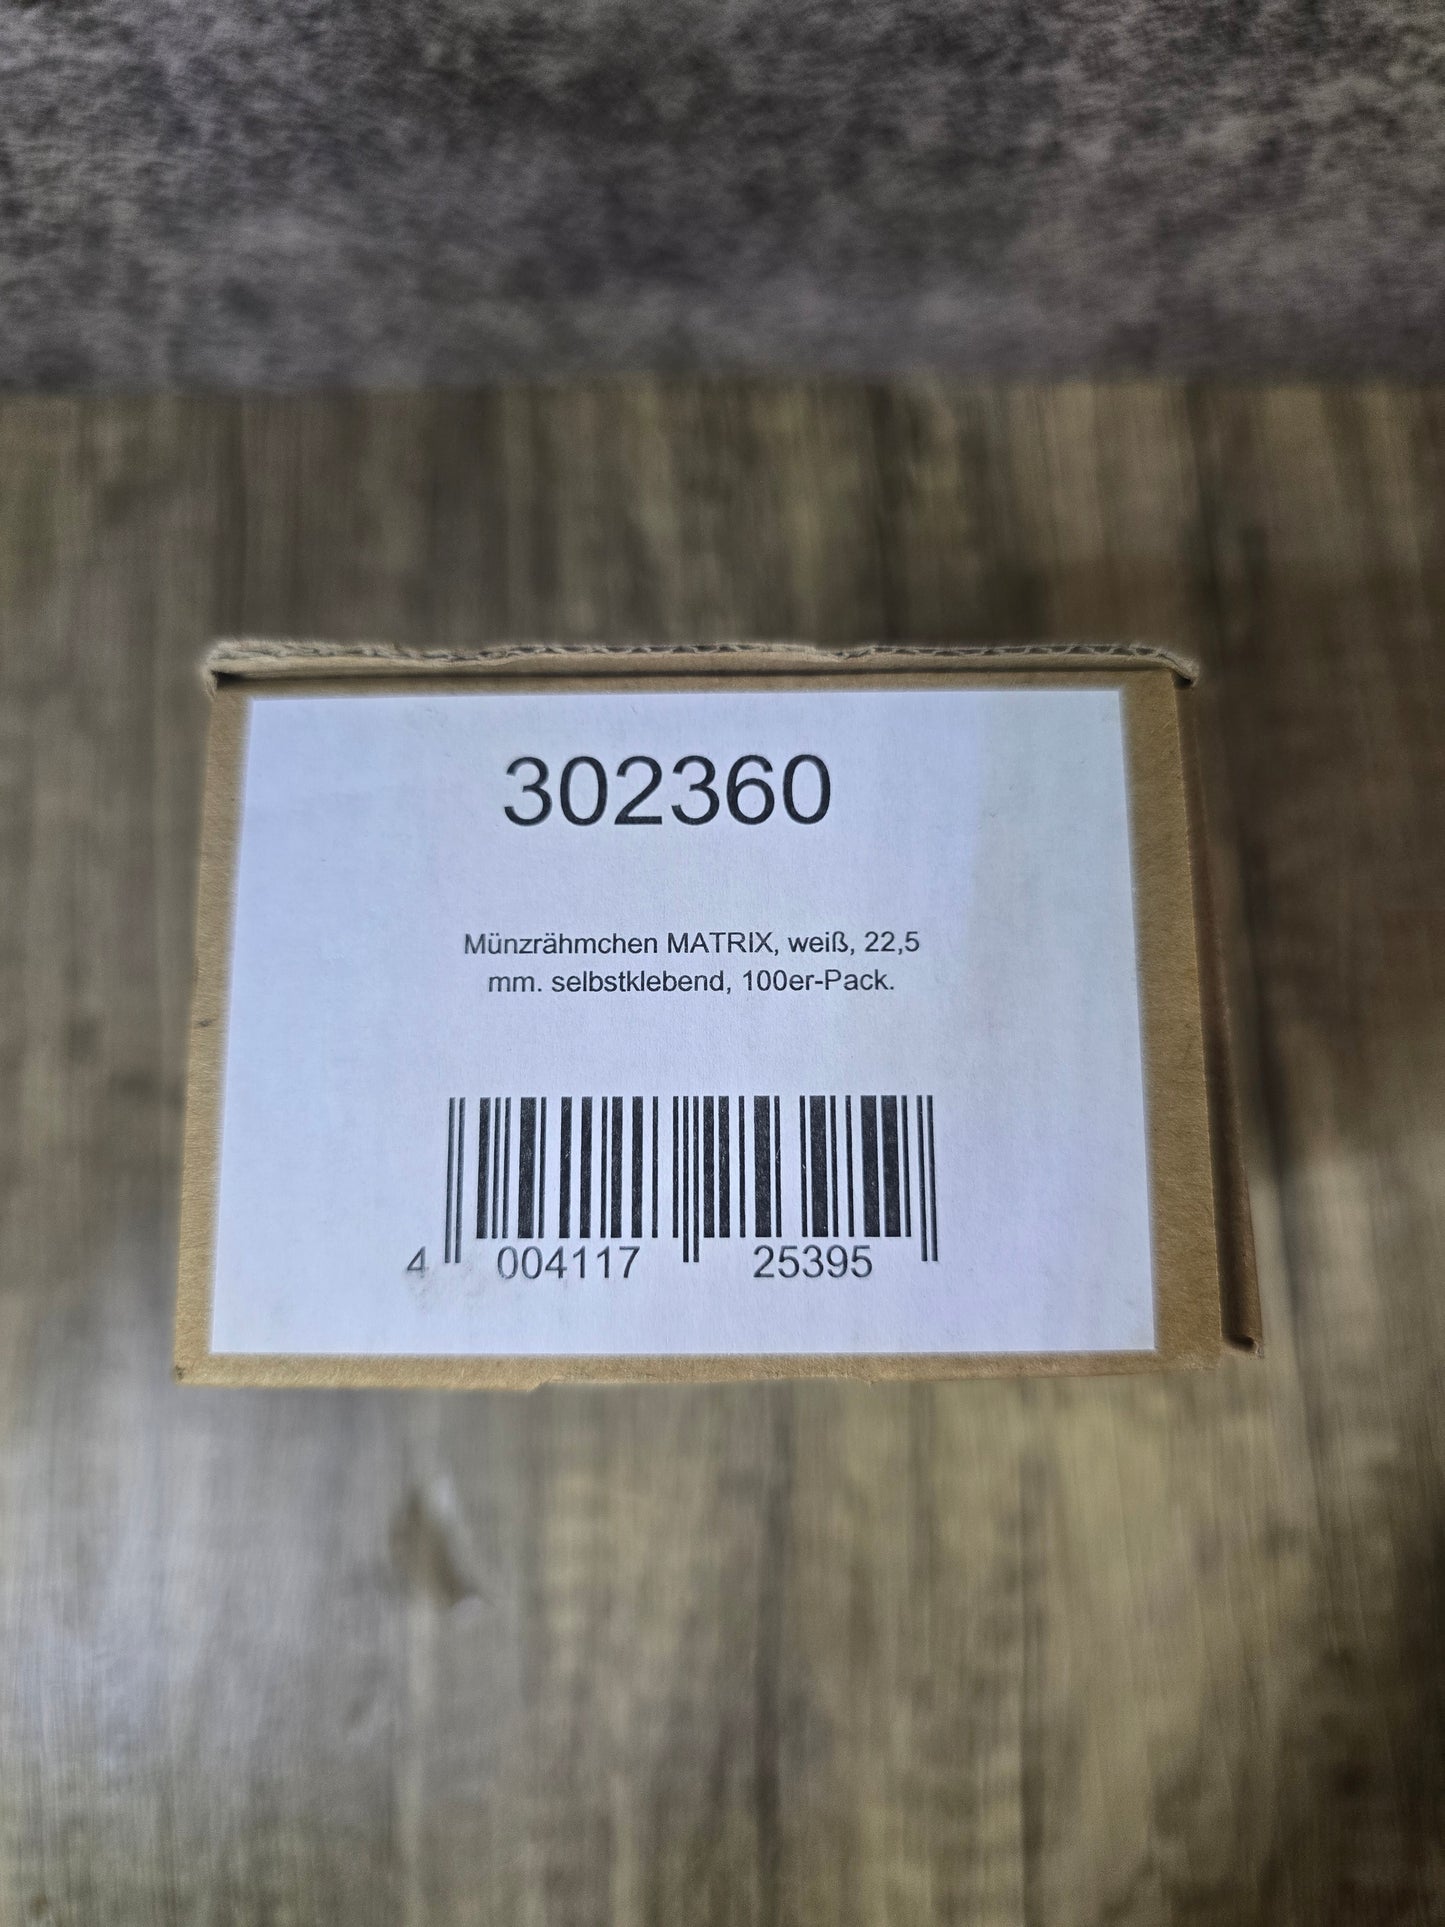 302360
Münzrähmchen MATRIX, weiß, 22,5
mm. selbstklebend, 100er-Pack.
4 004117 25395